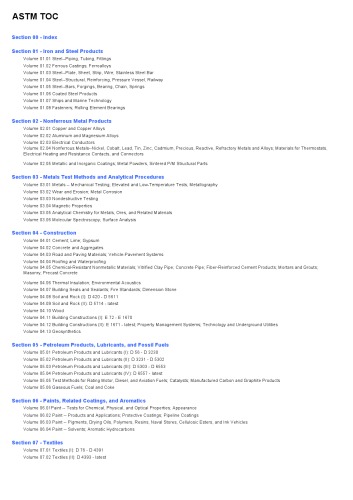 ASTM TOC
Section 00 - Index
Section 01 - Iron and Steel Products
Volume 01.01 Steel--Piping, Tubing, Fittings
Volume 01.02 Ferrous Castings; Ferroalloys
Volume 01.03 Steel--Plate, Sheet, Strip, Wire; Stainless Steel Bar
Volume 01.04 Steel--Structural, Reinforcing, Pressure Vessel, Railway
Volume 01.05 Steel--Bars, Forgings, Bearing, Chain, Springs
Volume 01.06 Coated Steel Products
Volume 01.07 Ships and Marine Technology
Volume 01.08 Fasteners; Rolling Element Bearings
Section 02 - Nonferrous Metal Products
Volume 02.01 Copper and Copper Alloys
Volume 02.02 Aluminum and Magnesium Alloys
Volume 02.03 Electrical Conductors
Volume 02.04 Nonferrous Metals--Nickel, Cobalt, Lead, Tin, Zinc, Cadmium, Precious, Reactive, Refractory Metals and Alloys; Materials for Thermostats,
Electrical Heating and Resistance Contacts, and Connectors
Volume 02.05 Metallic and Inorganic Coatings; Metal Powders, Sintered P/M Structural Parts
Section 03 - Metals Test Methods and Analytical Procedures
Volume 03.01 Metals -- Mechanical Testing; Elevated and Low-Temperature Tests; Metallography
Volume 03.02 Wear and Erosion; Metal Corrosion
Volume 03.03 Nondestructive Testing
Volume 03.04 Magnetic Properties
Volume 03.05 Analytical Chemistry for Metals, Ores, and Related Materials
Volume 03.06 Molecular Spectroscopy; Surface Analysis
Section 04 - Construction
Volume 04.01 Cement; Lime; Gypsum
Volume 04.02 Concrete and Aggregates
Volume 04.03 Road and Paving Materials; Vehicle-Pavement Systems
Volume 04.04 Roofing and Waterproofing
Volume 04.05 Chemical-Resistant Nonmetallic Materials; Vitrified Clay Pipe; Concrete Pipe; Fiber-Reinforced Cement Products; Mortars and Grouts;
Masonry; Precast Concrete
Volume 04.06 Thermal Insulation; Environmental Acoustics
Volume 04.07 Building Seals and Sealants; Fire Standards; Dimension Stone
Volume 04.08 Soil and Rock (I): D 420 - D 5611
Volume 04.09 Soil and Rock (II): D 5714 - latest
Volume 04.10 Wood
Volume 04.11 Building Constructions (I): E 72 - E 1670
Volume 04.12 Building Constructions (II): E 1671 - latest; Property Management Systems; Technology and Underground Utilities
Volume 04.13 Geosynthetics
Section 05 - Petroleum Products, Lubricants, and Fossil Fuels
Volume 05.01 Petroleum Products and Lubricants (I): D 56 - D 3230
Volume 05.02 Petroleum Products and Lubricants (II): D 3231 - D 5302
Volume 05.03 Petroleum Products and Lubricants (III): D 5303 - D 6553
Volume 05.04 Petroleum Products and Lubricants (IV): D 6557 - latest
Volume 05.05 Test Methods for Rating Motor, Diesel, and Aviation Fuels; Catalysts; Manufactured Carbon and Graphite Products
Volume 05.06 Gaseous Fuels; Coal and Coke
Section 06 - Paints, Related Coatings, and Aromatics
Volume 06.01 Paint -- Tests for Chemical, Physical, and Optical Properties; Appearance
Volume 06.02 Paint -- Products and Applications; Protective Coatings; Pipeline Coatings
Volume 06.03 Paint -- Pigments, Drying Oils, Polymers, Resins, Naval Stores, Cellulosic Esters, and Ink Vehicles
Volume 06.04 Paint -- Solvents; Aromatic Hydrocarbons
Section 07 - Textiles
Volume 07.01 Textiles (I): D 76 - D 4391
Volume 07.02 Textiles (II): D 4393 - latest